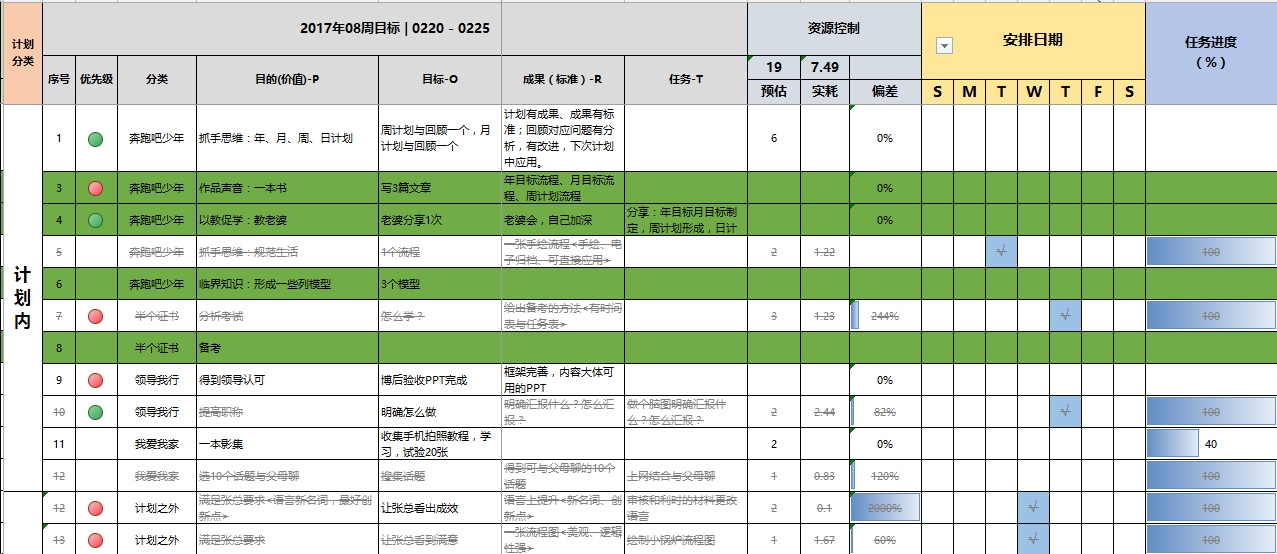 计划
分类
2017年08周目标 | 0220 - 0225
资源控制
安排日期
任务进度
（%）
序号 优先级 分类 目的(价值)-P 目标-O 成果（标准）-R 任务-T
19 7.49
预估 实耗 偏差 S M T W T F S
计划内
1 奔跑吧少年 抓手思维：年、月、周、日计划 周计划与回顾一个，月
计划与回顾一个
计划有成果、成果有标
准；回顾对应问题有分
析，有改进，下次计划
中应用。
6 0%
3 奔跑吧少年 作品声音：一本书 写3篇文章 年目标流程、月目标流
程、周计划流程
0%
4 奔跑吧少年 以教促学：教老婆 老婆分享1次 老婆会，自己加深 分享：年目标月目标制
定，周计划形成，日计
0%
5 奔跑吧少年 抓手思维：规范生活 1个流程 一张手绘流程<手绘、电
子归档、可直接应用>
2 1.22 √ 100
6 奔跑吧少年 临界知识：形成一些列模型 3个模型
7 半个证书 分析考试 怎么学？ 给出备考的方法<有时间
表与任务表>
3 1.23 244% √ 100
8 半个证书 备考
9 领导我行 得到领导认可 博后验收PPT完成 框架完善，内容大体可
用的PPT
0%
10 领导我行 提高职称 明确怎么做 明确汇报什么？怎么汇
报？
做个脑图明确汇报什
么？怎么汇报？
2 2.44 82% √ 100
11 我爱我家 一本影集 收集手机拍照教程，学
习，试验20张
2 0% 40
12 我爱我家 选10个话题与父母聊 搜集话题 得到可与父母聊的10个
话题
上网结合与父母聊 1 0.83 120% 100
12 计划之外 满足张总要求<语言新名词，最好创
新点>
让张总看出成效 语言上提升<新名词、创
新点>
审核和利时的材料更改
语言
2 0.1 2000% √ 100
13 计划之外 满足张总要求 让张总看到满意 一张流程图<美观、逻辑
性强>
绘制小锅炉流程图 1 1.67 60% √ 100